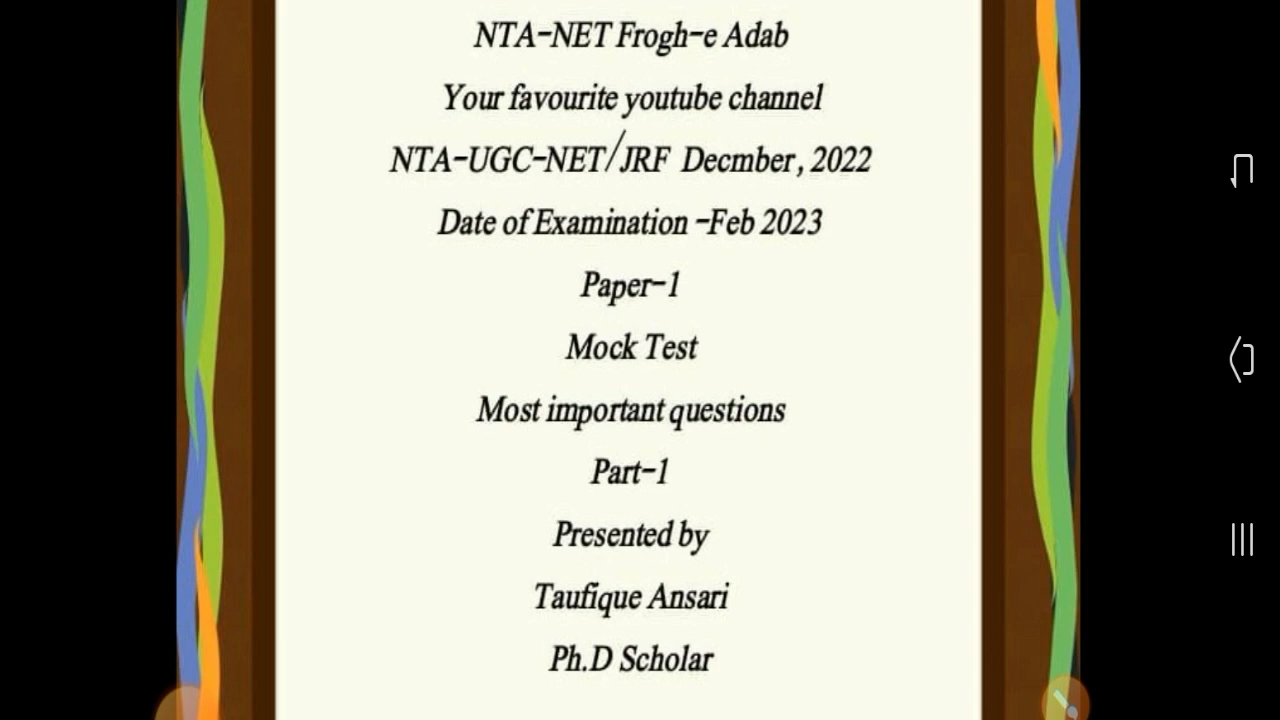 NTA-NET Frogh-e Adab
Your favourite youtube channel
NTA-UGC-NET/JRF Decmber, 2022
Date of Examination -Feb 2023
Paper-1
Mock Test
Most important questions
Part-1
Presented by
Taufique Ansari
Ph.D Scholar